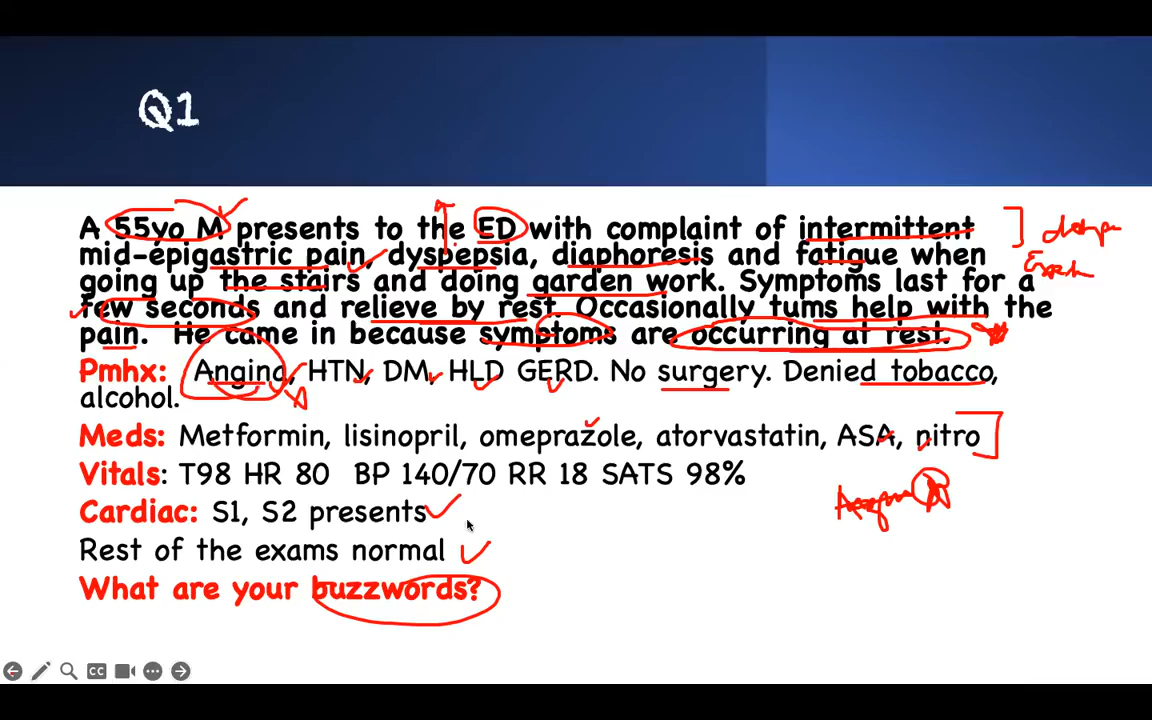 Q1
A 55yo M presents to the ED with complaint of intermittent
mid-epigastric pain, dyspepsia, diaphoresis and fatigue when
going up the stairs and doing garden work. Symptoms last for a
few seconds and relieve by rest. Occasionally tums help with the
pain. He came in because symptoms are occurring at rest.
Pmhx: Angina, HTN, DM, HLD GERD. No surgery. Denied tobacco,
alcohol.
Meds: Metformin, lisinopril, omeprazole, atorvastatin, ASA, nitro
Vitals: T98 HR 80 BP 140/70 RR 18 SATS 98%
Cardiac: S1, S2 presents
Rest of the exams normal
What are your buzzwords?
CC